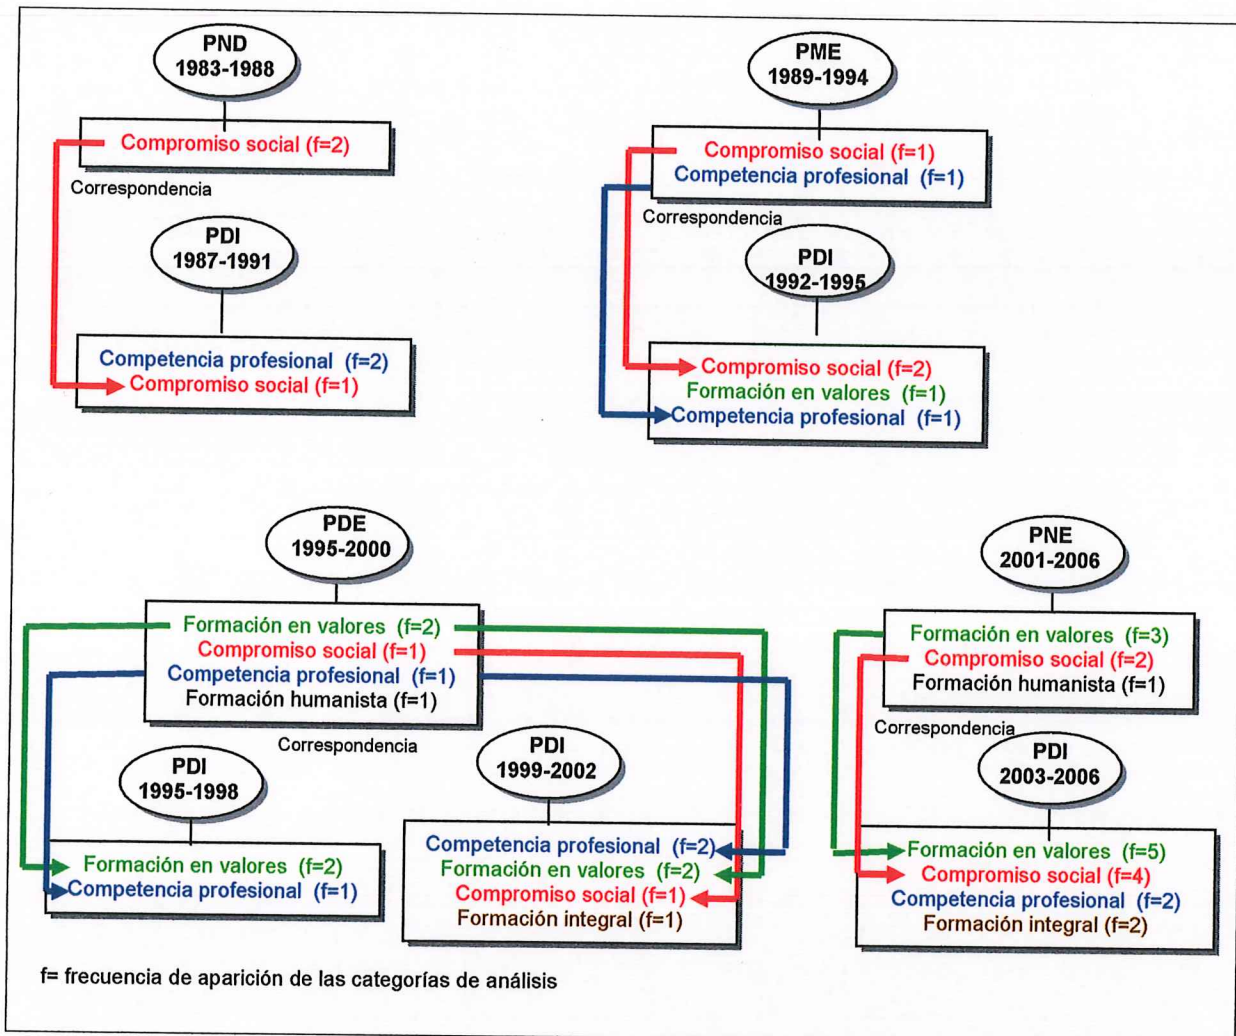 PND
1983-1988
Compromiso social (f=2)
Correspondencia
PDI
1987-1991
Competencia profesional (f=2)
Compromiso social (f=1)
PME
1989-1994
Compromiso social (f=1)
Competencia profesional (f=1)
Correspondencia
PDI
1992-1995
Compromiso social (f=2)
Formación en valores (f=1)
Competencia profesional (f=1)
PDE
1995-2000
Formación en valores (f=2)
Compromiso social (f=1)
Competencia profesional (f=1)
Formación humanista (f=1)
Correspondencia
PDI
1995-1998
Formación en valores (f=2)
Competencia profesional (f=1)
PDI
1999-2002
Competencia profesional (f=2)
Formación en valores (f=2)
Compromiso social (f=1)
Formación integral (f=1)
PNE
2001-2006
Formación en valores (f=3)
Compromiso social (f=2)
Formación humanista (f=1)
Correspondencia
PDI
2003-2006
Formación en valores (f=5)
Compromiso social (f=4)
Competencia profesional (f=2)
Formación integral (f=2)
f= frecuencia de aparición de las categorías de análisis